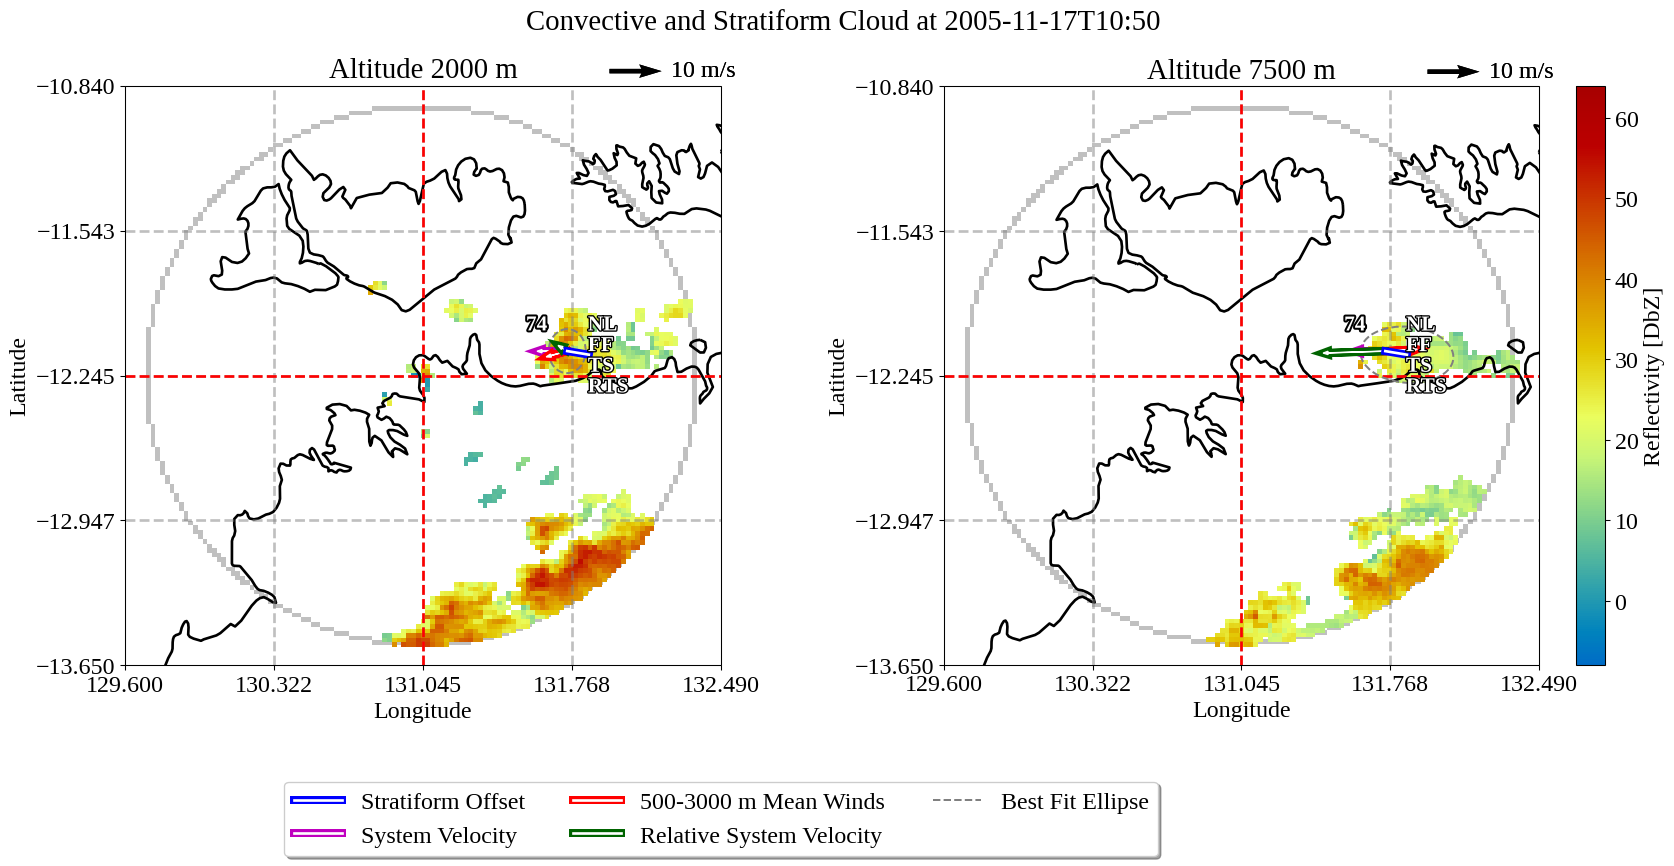 Convective and Stratiform Cloud at 2005-11-17T10:50
Altitude 2000 m
10 m/s
Altitude 7500 m
10 m/s
−10.840
−11.543
−12.245
−12.947
−13.650
Latitude
129.600
130.322
131.045
131.768
132.490
Longitude
74
NL
FF
TS
RTS
−10.840
−11.543
−12.245
−12.947
−13.650
Latitude
129.600
130.322
131.045
131.768
132.490
Longitude
74
NL
FF
TS
RTS
60
50
40
30
20
10
0
Reflectivity [DbZ]
Stratiform Offset
500-3000 m Mean Winds
Best Fit Ellipse
System Velocity
Relative System Velocity